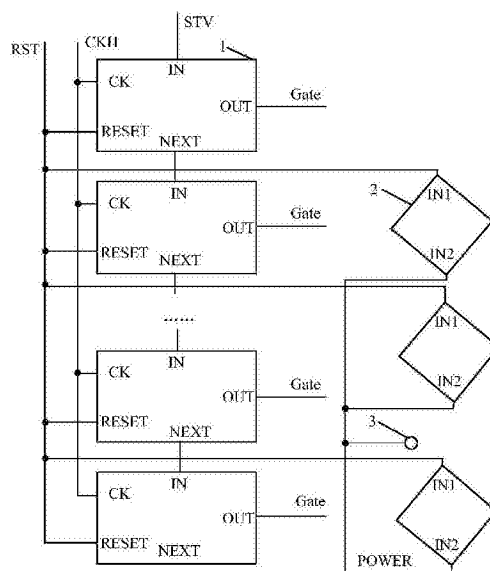 STV
RST
CKH
1
IN
CK
OUT
Gate
RESET
NEXT
IN
2
IN1
CK
OUT
Gate
IN2
RESET
NEXT
......
IN1
IN
CK
OUT
Gate
IN2
RESET
NEXT
3
IN
IN1
CK
OUT
Gate
RESET
NEXT
IN2
POWER